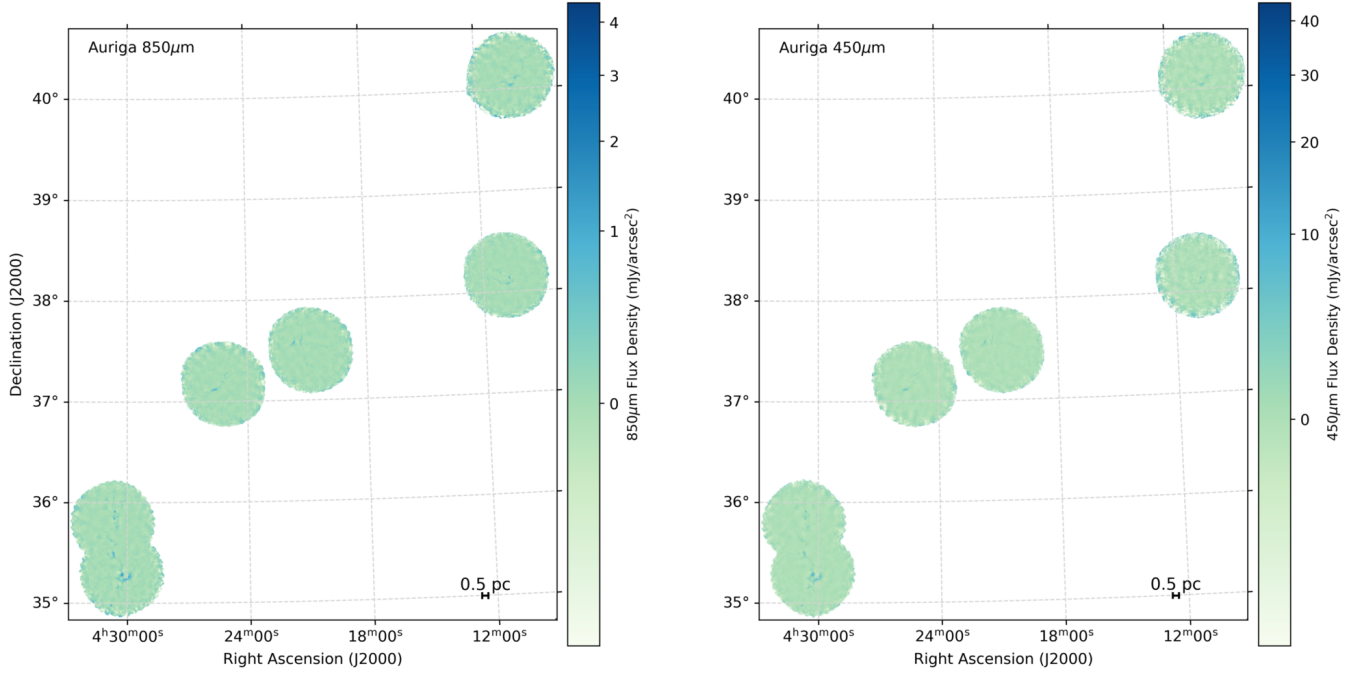 Auriga 850μm
40°
39°
38°
37°
36°
35°
Declination (J2000)
4ʰ30ᵐ00ˢ
24ᵐ00ˢ
18ᵐ00ˢ
12ᵐ00ˢ
Right Ascension (J2000)
0.5 pc
4
3
2
1
0
850μm Flux Density (mJy/arcsec²)
Auriga 450μm
40°
39°
38°
37°
36°
35°
4ʰ30ᵐ00ˢ
24ᵐ00ˢ
18ᵐ00ˢ
12ᵐ00ˢ
Right Ascension (J2000)
0.5 pc
40
30
20
10
0
450μm Flux Density (mJy/arcsec²)